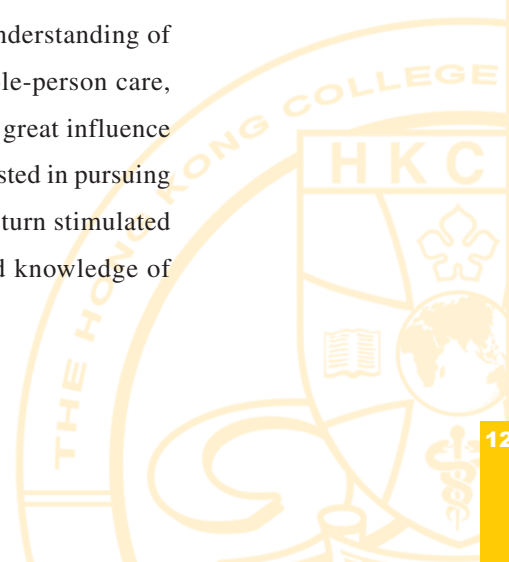 nderstanding of
le-person care,
great influence
sted in pursuing
turn stimulated
d knowledge of
THE HONG KONG COLLEGE
HKC
12